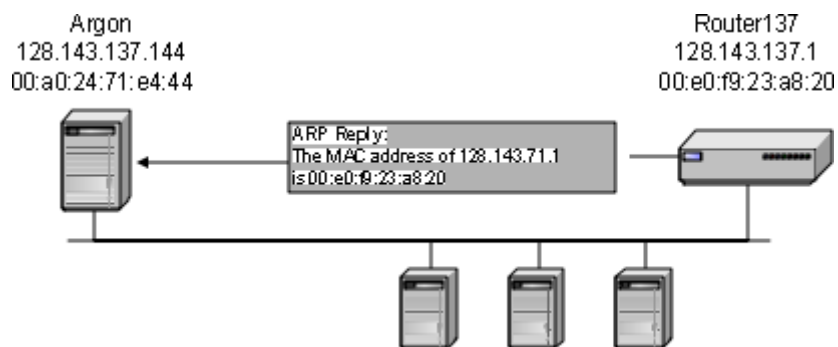 Argon
128.143.137.144
00:a0:24:71:e4:44
Router137
128.143.137.1
00:e0:f9:23:a8:20
ARP Reply:
The MAC address of 128.143.71.1
is 00:e0:f9:23:a8:20